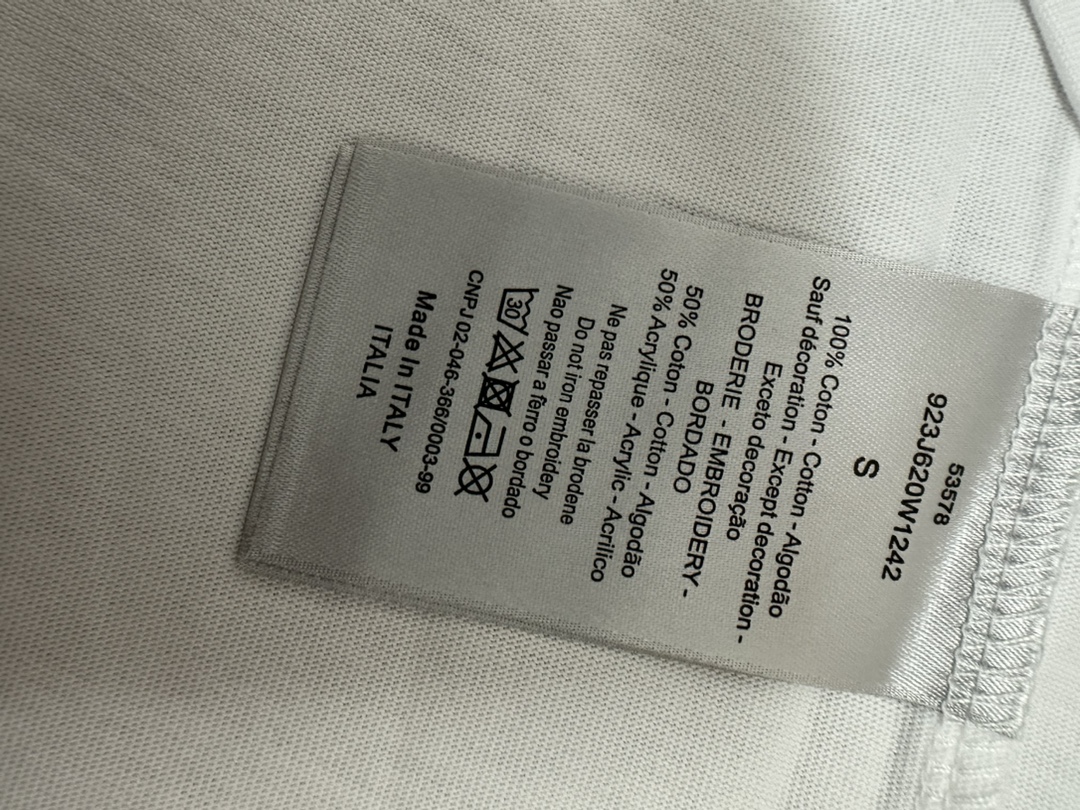 53578
923J620W1242
S
100% Coton - Cotton - Algodão
Sauf décoration - Except decoration -
Exceto decoração
BRODERIE - EMBROIDERY -
BORDADO
50% Coton - Cotton - Algodão
50% Acrylique - Acrylic - Acrilico
Ne pas repasser la brodene
Do not iron embroidery
Nao passar a ferro o bordado
30
CNPJ 02-046-366/0003-99
Made In ITALY
ITALIA